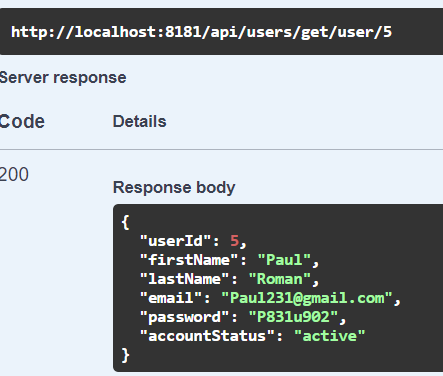 http://localhost:8181/api/users/get/user/5
Server response
Code Details
200
Response body
{
"userId": 5,
"firstName": "Paul",
"lastName": "Roman",
"email": "Paul231@gmail.com",
"password": "P831u902",
"accountStatus": "active"
}